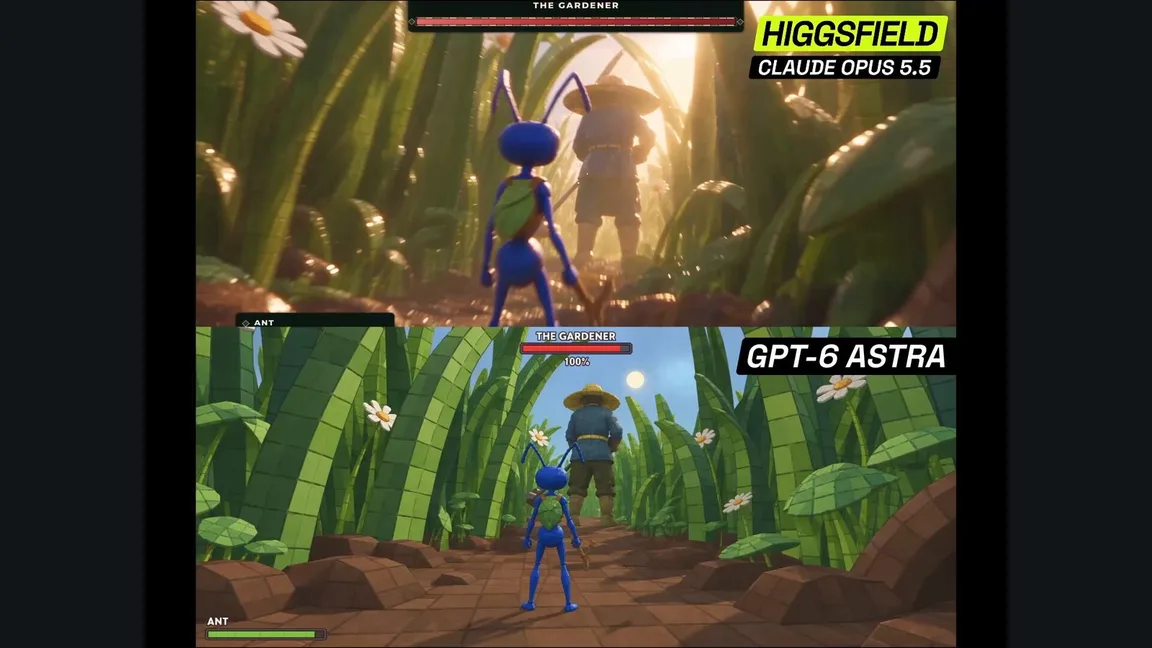 THE GARDENER
HIGGSFIELD
CLAUDE OPUS 5.5
ANT
THE GARDENER
100%
GPT-6 ASTRA
ANT